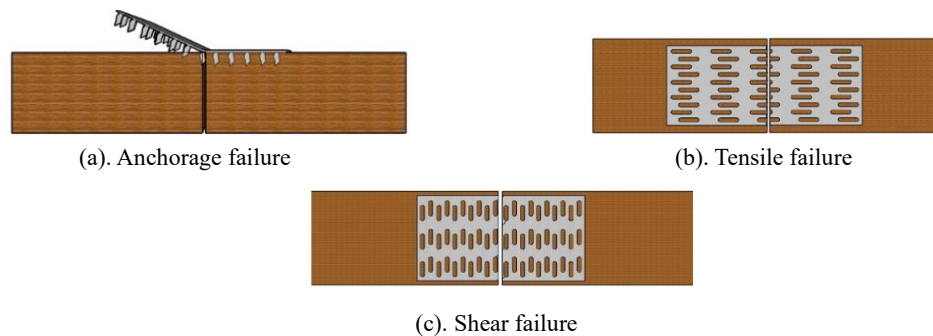 (a). Anchorage failure
(b). Tensile failure
(c). Shear failure